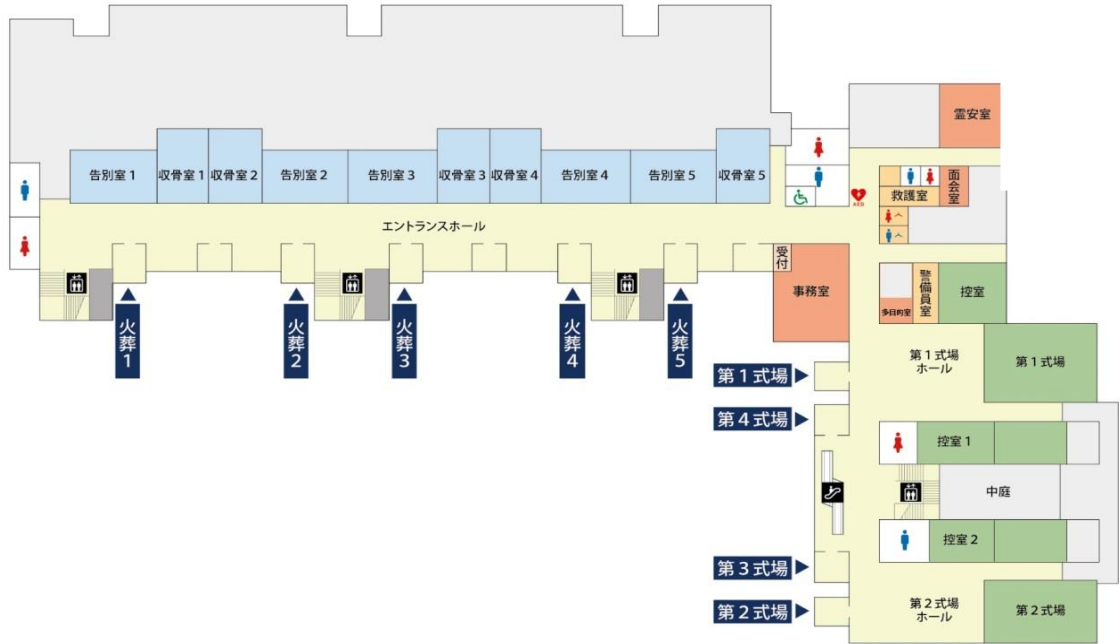 霊安室
告別室 1
収骨室 1
収骨室 2
告別室 2
告別室 3
収骨室 3
収骨室 4
告別室 4
告別室 5
収骨室 5
AED
救護室
面会室
エントランスホール
受付
事務室
多目的室
警備員室
控室
火葬1
火葬2
火葬3
火葬4
火葬5
第1式場
ホール
第1式場
第1式場
第4式場
控室 1
中庭
控室 2
第3式場
第2式場
第2式場
ホール
第2式場